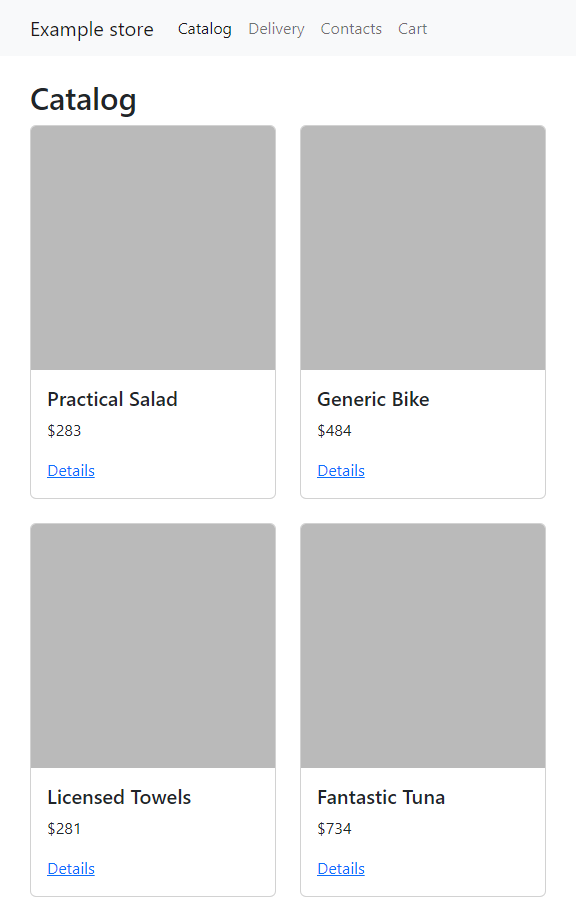 Example store Catalog Delivery Contacts Cart
Catalog
Practical Salad
$283
Details
Generic Bike
$484
Details
Licensed Towels
$281
Details
Fantastic Tuna
$734
Details